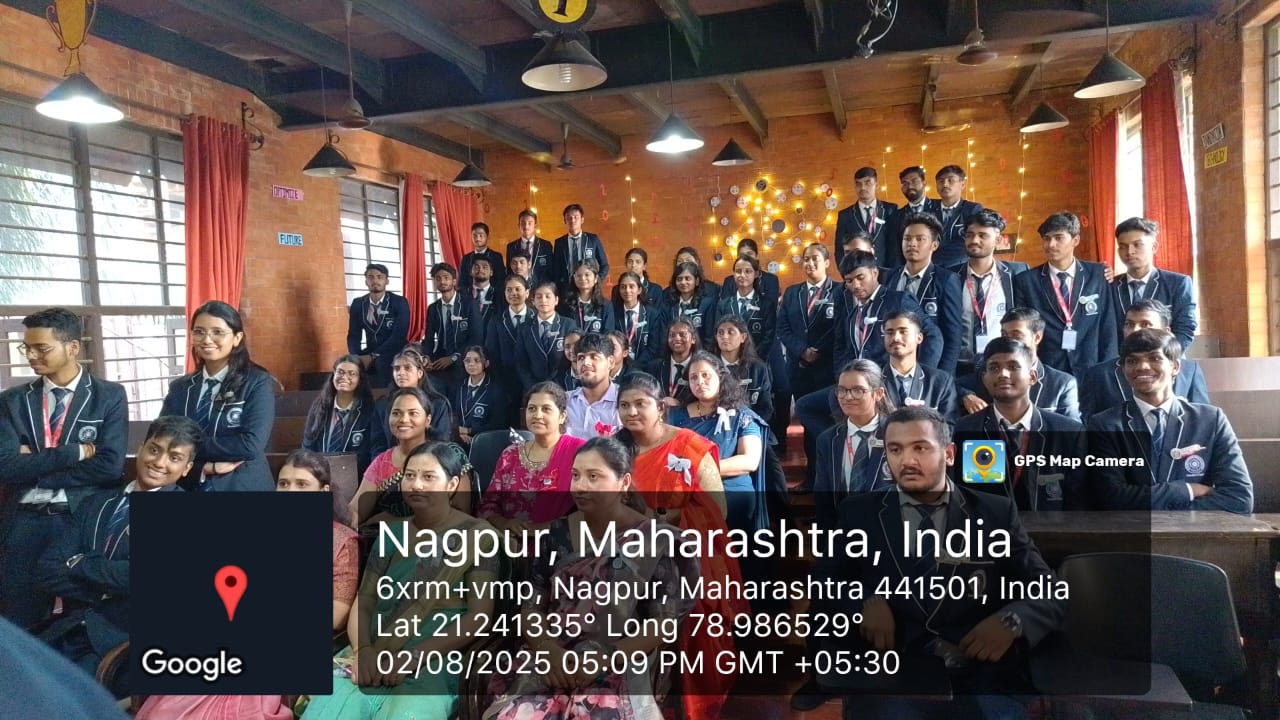 1
FUTURE
GPS Map Camera
Nagpur, Maharashtra, India
6xrm+vmp, Nagpur, Maharashtra 441501, India
Lat 21.241335° Long 78.986529°
02/08/2025 05:09 PM GMT +05:30
Google